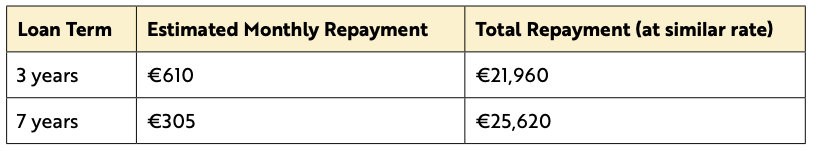 Loan Term Estimated Monthly Repayment Total Repayment (at similar rate)
3 years €610 €21,960
7 years €305 €25,620